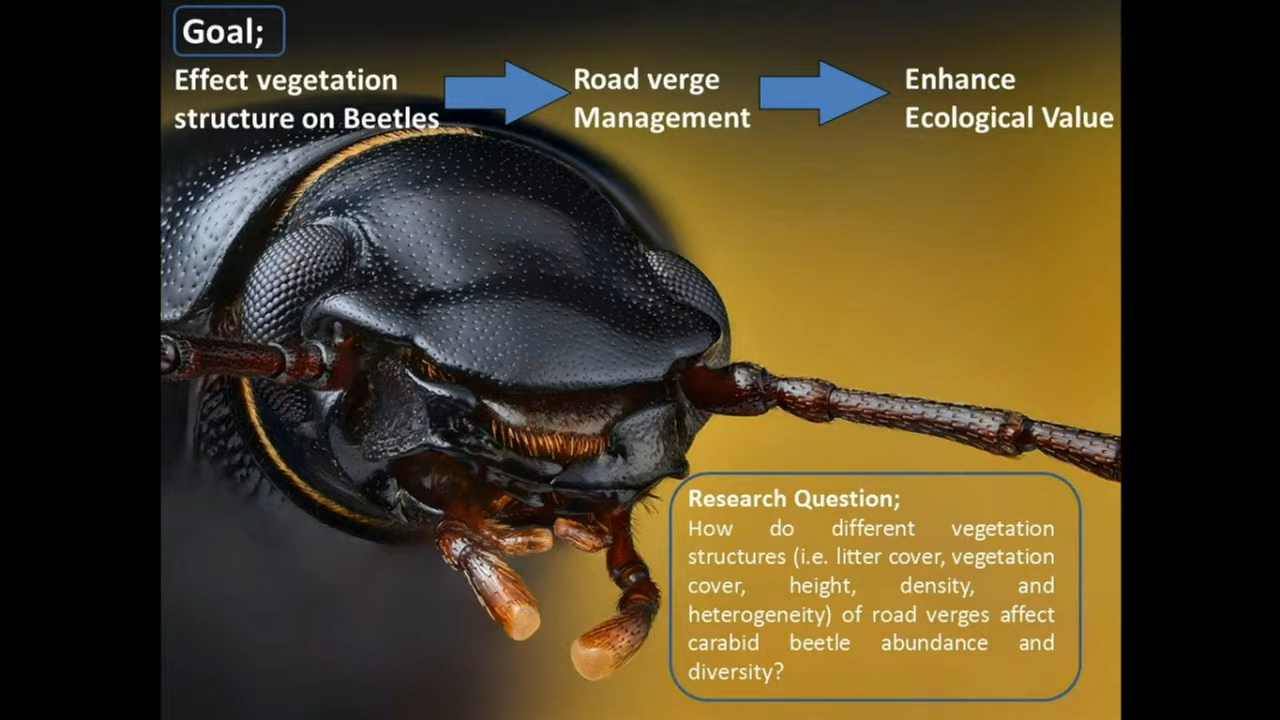 Goal;
Effect vegetation
structure on Beetles
Road verge
Management
Enhance
Ecological Value
Research Question;
How do different vegetation
structures (i.e. litter cover, vegetation
cover, height, density, and
heterogeneity) of road verges affect
carabid beetle abundance and
diversity?